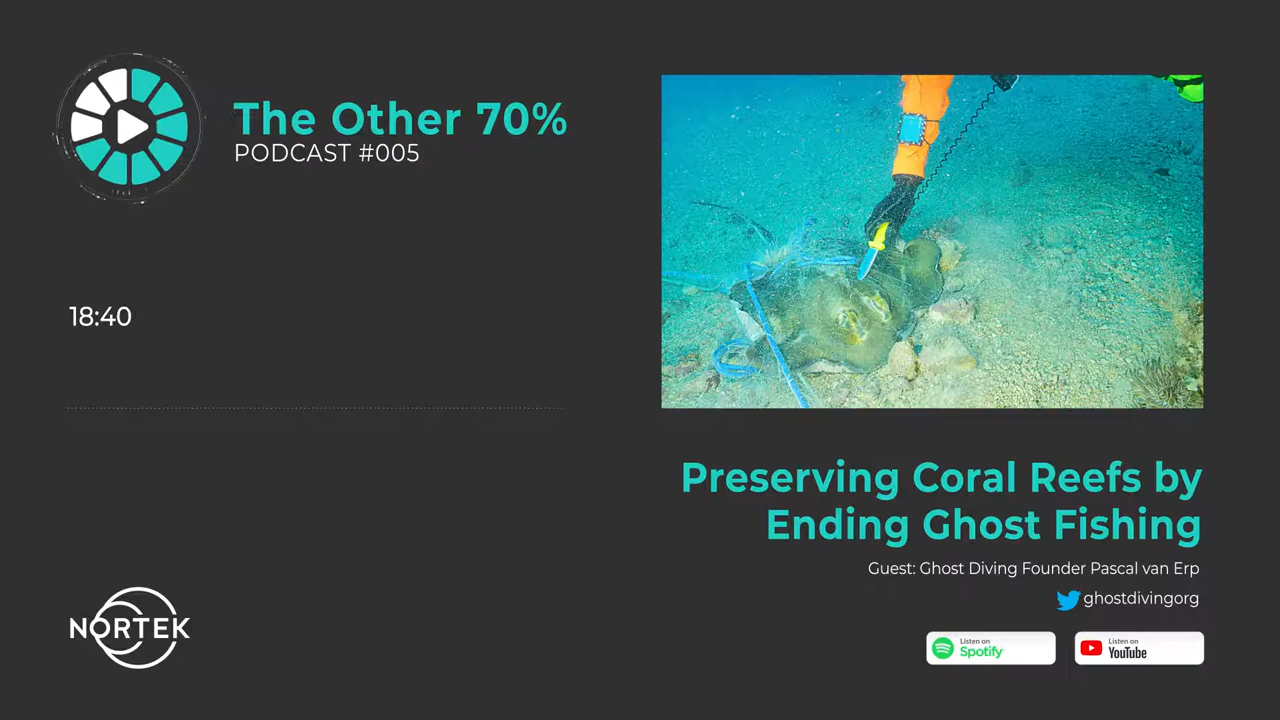 The Other 70%
PODCAST #005
18:40
Preserving Coral Reefs by
Ending Ghost Fishing
Guest: Ghost Diving Founder Pascal van Erp
ghostdivingorg
NORTEK
Listen on
Spotify
Listen on
YouTube